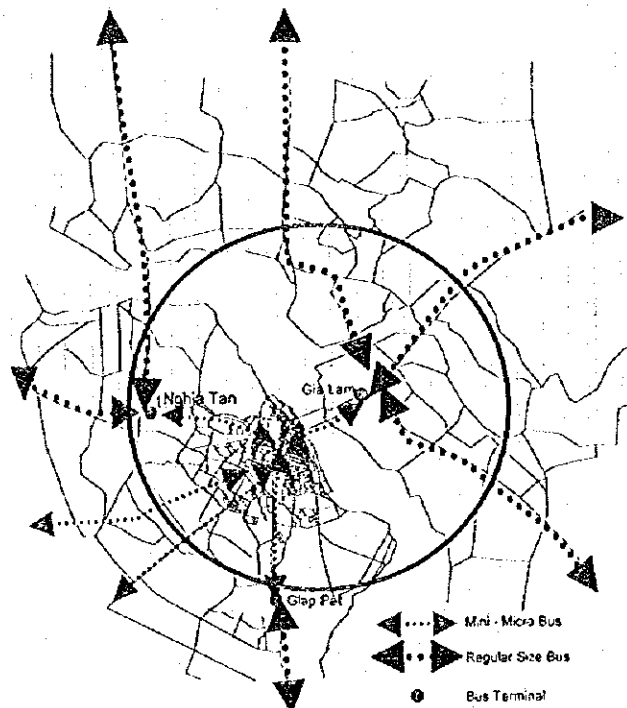 Nghia Tan
Gia Lam
Giap Bat
Mini - Micro Bus
Regular Size Bus
Bus Terminal